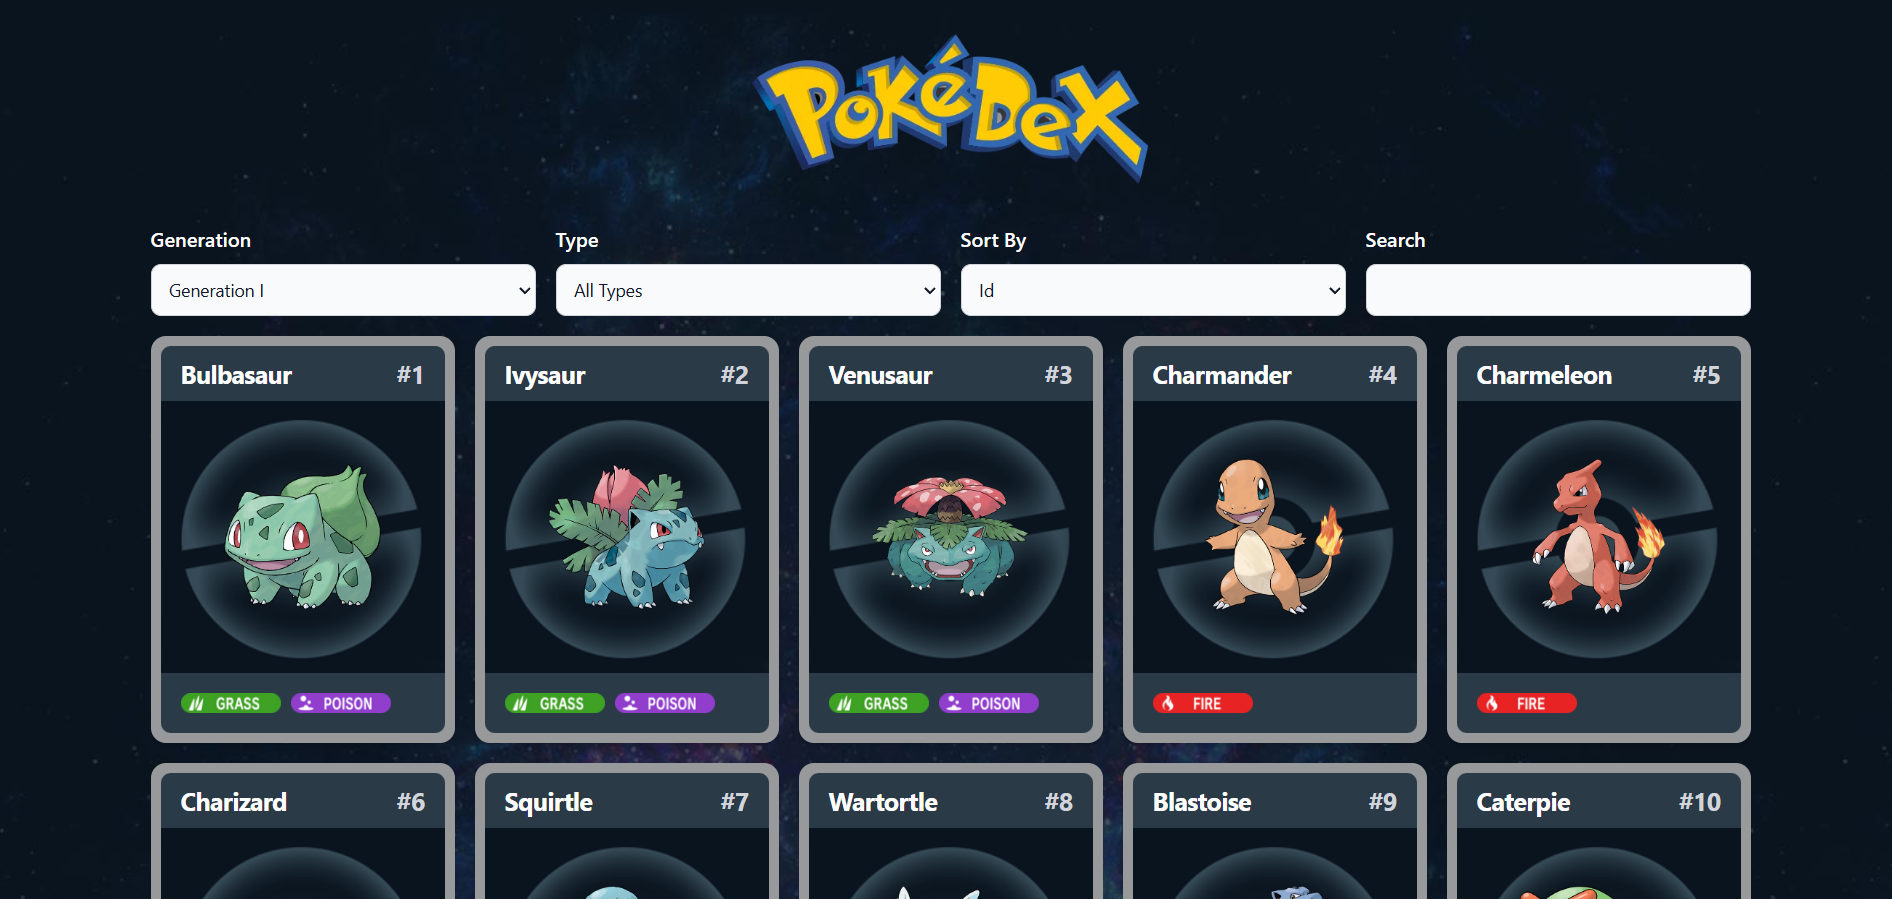 PokéDex
Generation Type Sort By Search
Generation I All Types Id
Bulbasaur #1 Ivysaur #2 Venusaur #3 Charmander #4 Charmeleon #5
GRASS POISON GRASS POISON GRASS POISON FIRE FIRE
Charizard #6 Squirtle #7 Wartortle #8 Blastoise #9 Caterpie #10